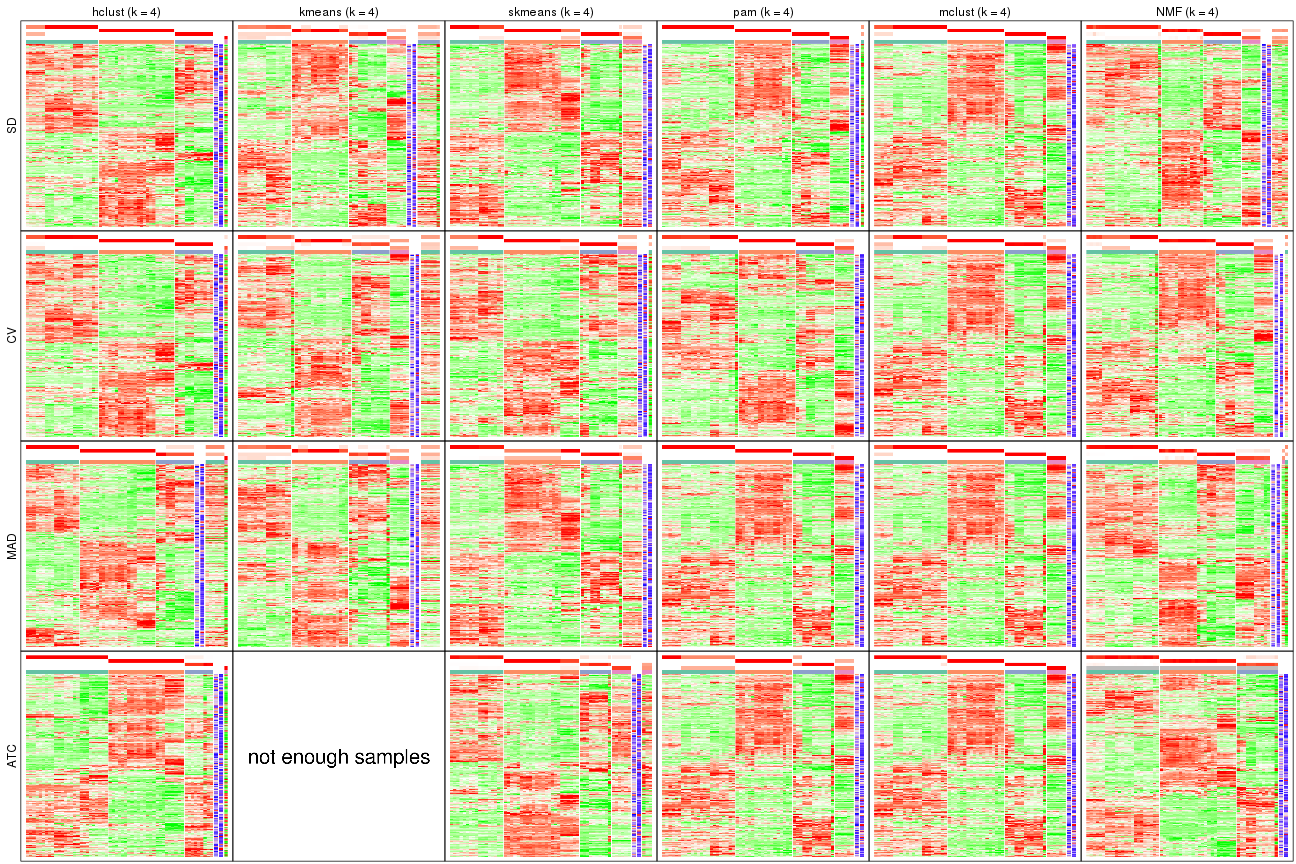 hclust (k = 4) kmeans (k = 4) skmeans (k = 4) pam (k = 4) mclust (k = 4) NMF (k = 4)
SD
CV
MAD
ATC
not enough samples